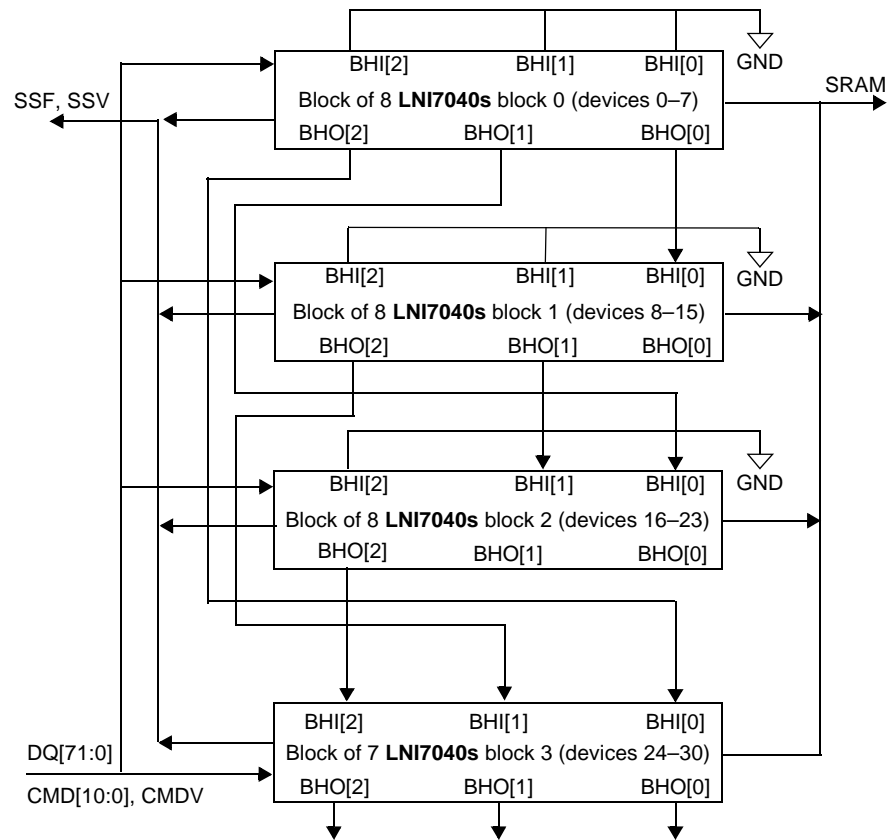 BHI[2] BHI[1] BHI[0] GND
SSF, SSV
Block of 8 LNI7040s block 0 (devices 0–7)
SRAM
BHO[2] BHO[1] BHO[0]
BHI[2] BHI[1] BHI[0] GND
Block of 8 LNI7040s block 1 (devices 8–15)
BHO[2] BHO[1] BHO[0]
BHI[2] BHI[1] BHI[0] GND
Block of 8 LNI7040s block 2 (devices 16–23)
BHO[2] BHO[1] BHO[0]
BHI[2] BHI[1] BHI[0]
DQ[71:0]
Block of 7 LNI7040s block 3 (devices 24–30)
CMD[10:0], CMDV
BHO[2] BHO[1] BHO[0]